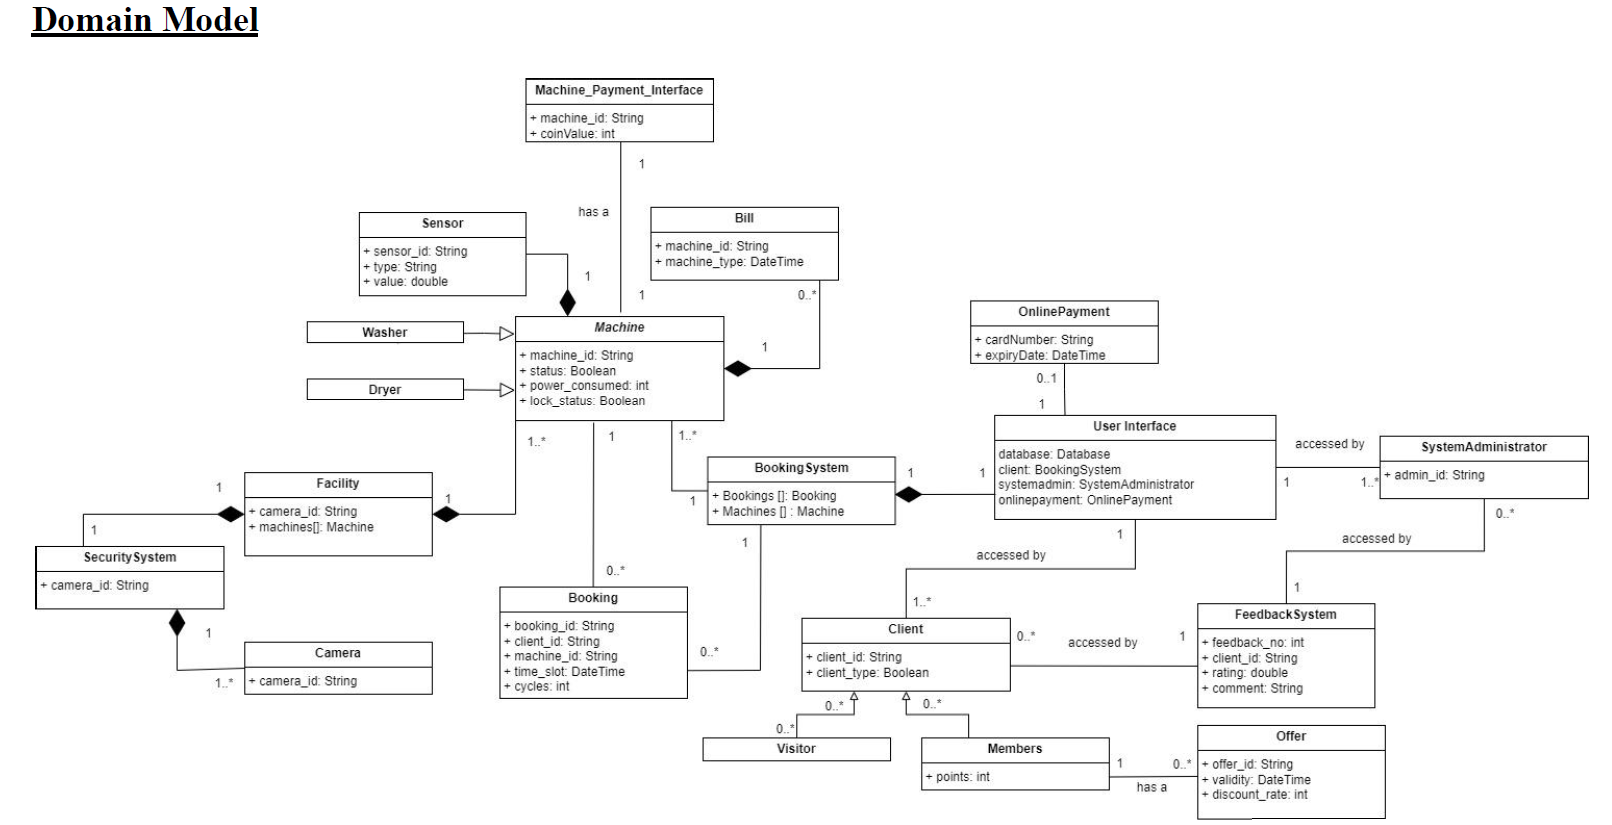 Domain Model
Machine_Payment_Interface
+ machine_id: String
+ coinValue: int
1
has a
1
Sensor
+ sensor_id: String
+ type: String
+ value: double
1
Bill
+ machine_id: String
+ machine_type: DateTime
0..*
1
Washer
Dryer
Machine
+ machine_id: String
+ status: Boolean
+ power_consumed: int
+ lock_status: Boolean
1..*
1
1..*
OnlinePayment
+ cardNumber: String
+ expiryDate: DateTime
0..1
1
User Interface
database: Database
client: BookingSystem
systemadmin: SystemAdministrator
onlinepayment: OnlinePayment
accessed by
1
1..*
SystemAdministrator
+ admin_id: String
0..*
accessed by
1
BookingSystem
+ Bookings []: Booking
+ Machines [] : Machine
1
1
1
1
Facility
+ camera_id: String
+ machines[]: Machine
1
1
1
SecuritySystem
+ camera_id: String
1
1..*
Camera
+ camera_id: String
0..*
Booking
+ booking_id: String
+ client_id: String
+ machine_id: String
+ time_slot: DateTime
+ cycles: int
0..*
1
accessed by
1..*
Client
+ client_id: String
+ client_type: Boolean
0..*
accessed by
1
FeedbackSystem
+ feedback_no: int
+ client_id: String
+ rating: double
+ comment: String
0..*
0..*
0..*
Visitor
Members
+ points: int
1
0..*
has a
Offer
+ offer_id: String
+ validity: DateTime
+ discount_rate: int